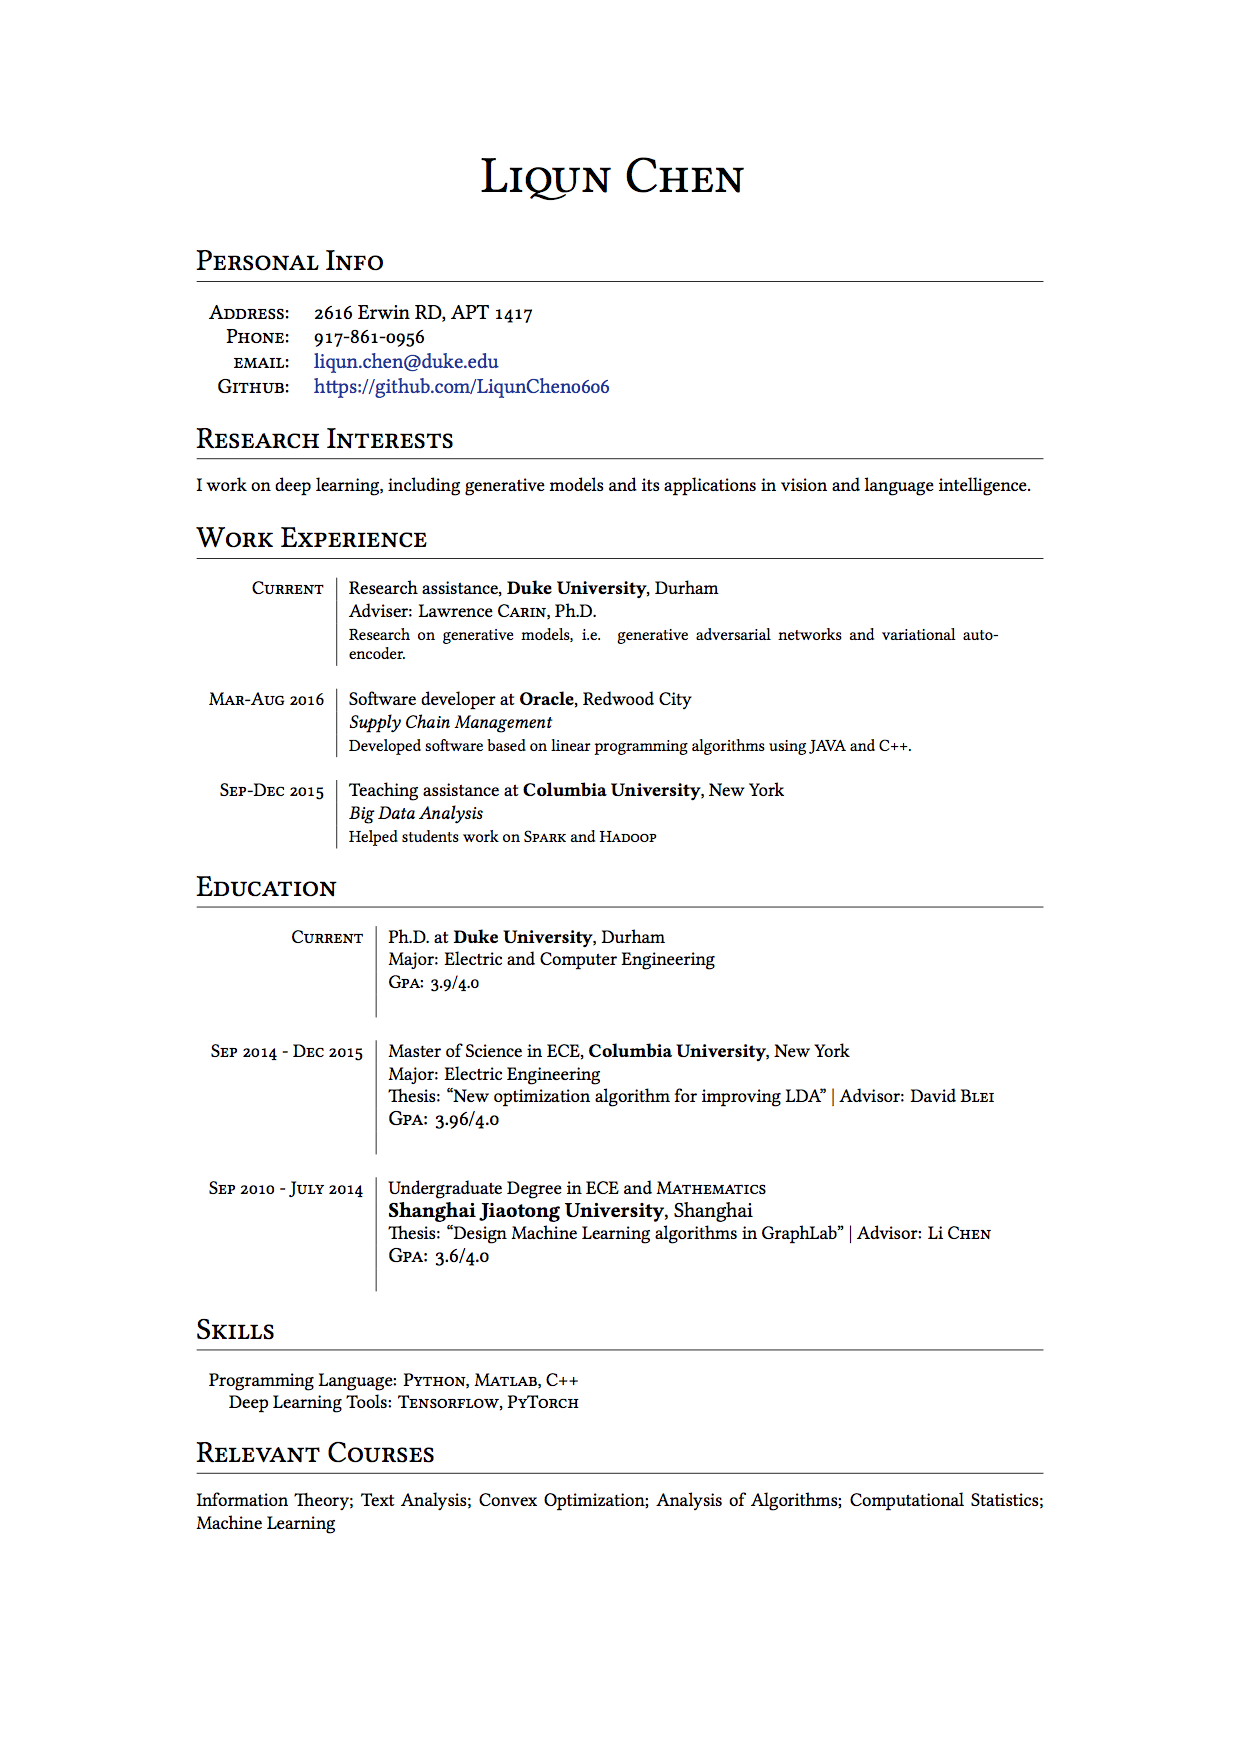 Liqun Chen
Personal Info
Address: 2616 Erwin RD, APT 1417
Phone: 917-861-0956
email: liqun.chen@duke.edu
Github: https://github.com/LiqunChen0606
Research Interests
I work on deep learning, including generative models and its applications in vision and language intelligence.
Work Experience
Current Research assistance, Duke University, Durham
Adviser: Lawrence Carin, Ph.D.
Research on generative models, i.e. generative adversarial networks and variational auto-
encoder.
Mar-Aug 2016 Software developer at Oracle, Redwood City
Supply Chain Management
Developed software based on linear programming algorithms using JAVA and C++.
Sep-Dec 2015 Teaching assistance at Columbia University, New York
Big Data Analysis
Helped students work on Spark and Hadoop
Education
Current Ph.D. at Duke University, Durham
Major: Electric and Computer Engineering
Gpa: 3.9/4.0
Sep 2014 - Dec 2015 Master of Science in ECE, Columbia University, New York
Major: Electric Engineering
Thesis: “New optimization algorithm for improving LDA” | Advisor: David Blei
Gpa: 3.96/4.0
Sep 2010 - July 2014 Undergraduate Degree in ECE and Mathematics
Shanghai Jiaotong University, Shanghai
Thesis: “Design Machine Learning algorithms in GraphLab” | Advisor: Li Chen
Gpa: 3.6/4.0
Skills
Programming Language: Python, Matlab, C++
Deep Learning Tools: Tensorflow, PyTorch
Relevant Courses
Information Theory; Text Analysis; Convex Optimization; Analysis of Algorithms; Computational Statistics;
Machine Learning